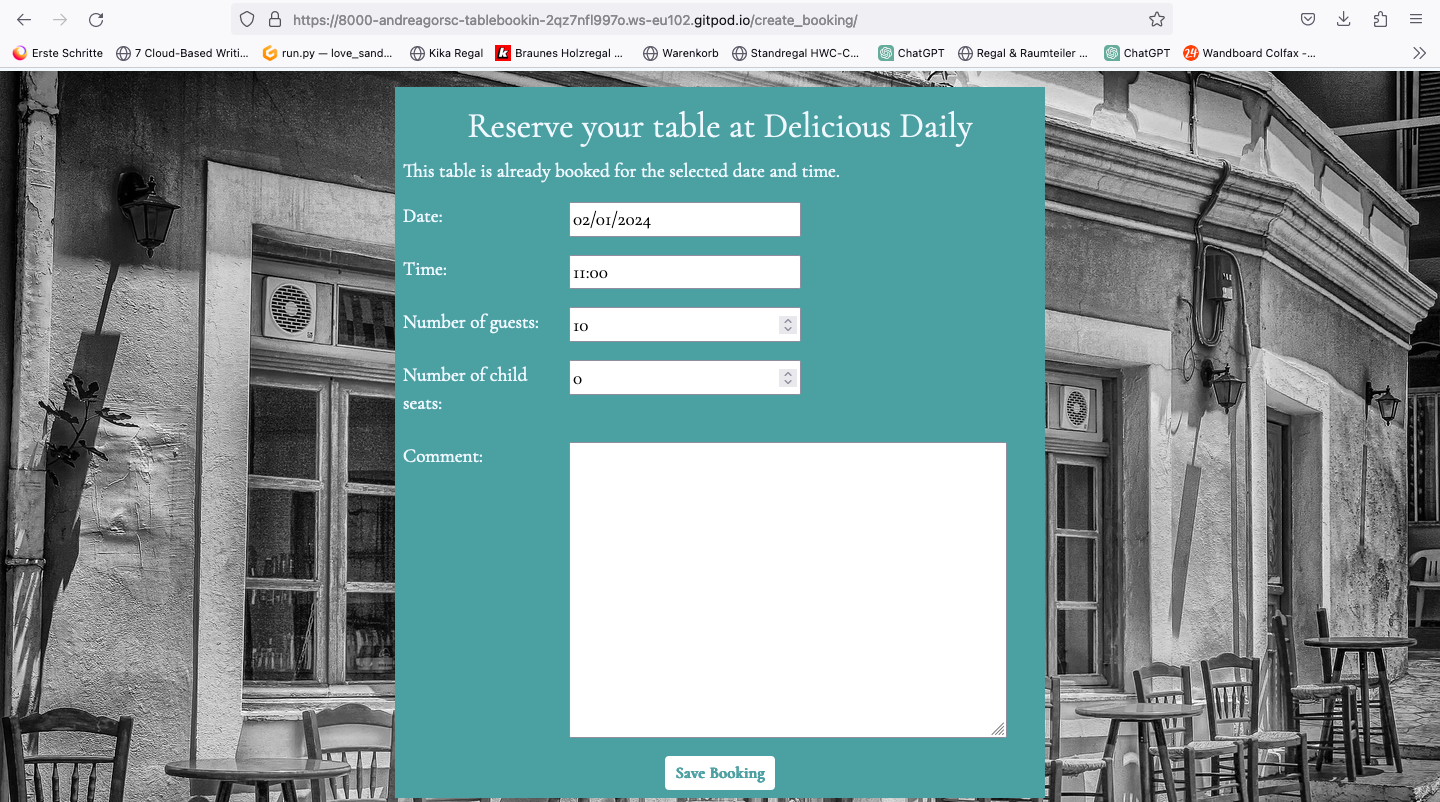 https://8000-andreagorsc-tablebookin-2qz7nfl997o.ws-eu102.gitpod.io/create_booking/
Erste Schritte 7 Cloud-Based Writi... run.py — love_sand... Kika Regal Braunes Holzregal ... Warenkorb Standregal HWC-C... ChatGPT Regal & Raumteiler ... ChatGPT Wandboard Colfax -...
Reserve your table at Delicious Daily
This table is already booked for the selected date and time.
Date: 02/01/2024
Time: 11:00
Number of guests: 10
Number of child seats: 0
Comment:
Save Booking